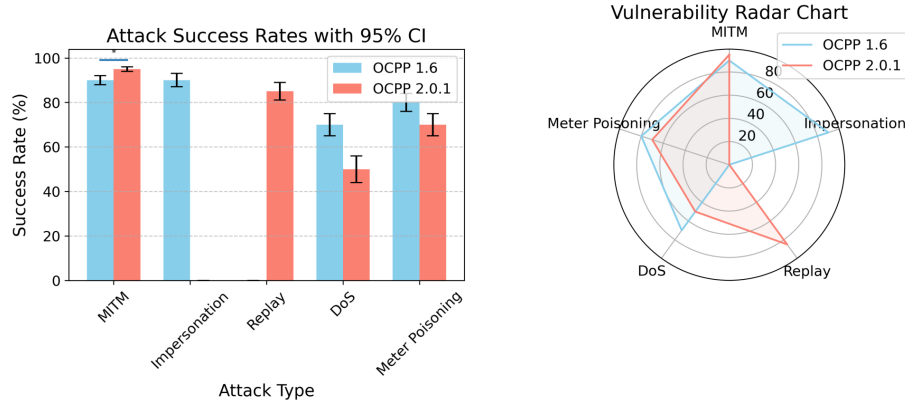 Attack Success Rates with 95% CI
*
OCPP 1.6
OCPP 2.0.1
100
80
60
40
20
0
Success Rate (%)
MITM
Impersonation
Replay
DoS
Meter Poisoning
Attack Type
Vulnerability Radar Chart
MITM
OCPP 1.6
OCPP 2.0.1
80
60
40
20
Meter Poisoning
Impersonation
DoS
Replay